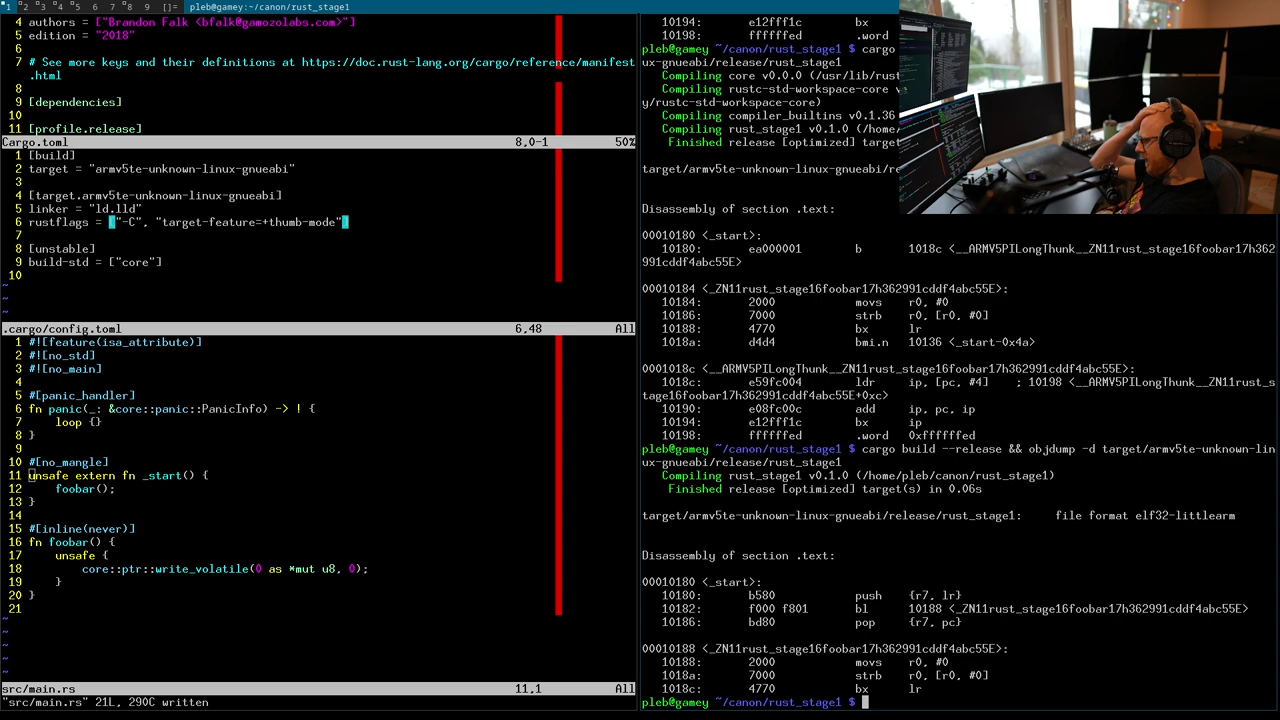 1 2 3 4 5 6 7 8 9 []= pleb@gamey:~/canon/rust_stage1
4 authors = ["Brandon Falk <bfalk@gamozolabs.com>"]
5 edition = "2018"
6
7 # See more keys and their definitions at https://doc.rust-lang.org/cargo/reference/manifest
.html
8
9 [dependencies]
10
11 [profile.release]
Cargo.toml 8,0-1 50%
1 [build]
2 target = "armv5te-unknown-linux-gnueabi"
3
4 [target.armv5te-unknown-linux-gnueabi]
5 linker = "ld.lld"
6 rustflags = ["-C", "target-feature=+thumb-mode"]
7
8 [unstable]
9 build-std = ["core"]
10
~
~
~
.cargo/config.toml 6,48 All
1 #![feature(isa_attribute)]
2 #![no_std]
3 #![no_main]
4
5 #[panic_handler]
6 fn panic(_: &core::panic::PanicInfo) -> ! {
7 loop {}
8 }
9
10 #[no_mangle]
11 unsafe extern fn _start() {
12 foobar();
13 }
14
15 #[inline(never)]
16 fn foobar() {
17 unsafe {
18 core::ptr::write_volatile(0 as *mut u8, 0);
19 }
20 }
21
~
~
~
~
~
src/main.rs 11,1 All
"src/main.rs" 21L, 290C written
10194: e12fff1c bx
10198: ffffffed .word
pleb@gamey ~/canon/rust_stage1 $ cargo
ux-gnueabi/release/rust_stage1
Compiling core v0.0.0 (/usr/lib/rust
Compiling rustc-std-workspace-core v
y/rustc-std-workspace-core)
Compiling compiler_builtins v0.1.36
Compiling rust_stage1 v0.1.0 (/home/
Finished release [optimized] target
target/armv5te-unknown-linux-gnueabi/re
Disassembly of section .text:
00010180 <_start>:
10180: ea000001 b 1018c <__ARMV5PILongThunk__ZN11rust_stage16foobar17h362
991cddf4abc55E>
00010184 <_ZN11rust_stage16foobar17h362991cddf4abc55E>:
10184: 2000 movs r0, #0
10186: 7000 strb r0, [r0, #0]
10188: 4770 bx lr
1018a: d4d4 bmi.n 10136 <_start-0x4a>
0001018c <__ARMV5PILongThunk__ZN11rust_stage16foobar17h362991cddf4abc55E>:
1018c: e59fc004 ldr ip, [pc, #4] ; 10198 <__ARMV5PILongThunk__ZN11rust_s
tage16foobar17h362991cddf4abc55E+0xc>
10190: e08fc00c add ip, pc, ip
10194: e12fff1c bx ip
10198: ffffffed .word 0xffffffed
pleb@gamey ~/canon/rust_stage1 $ cargo build --release && objdump -d target/armv5te-unknown-lin
ux-gnueabi/release/rust_stage1
Compiling rust_stage1 v0.1.0 (/home/pleb/canon/rust_stage1)
Finished release [optimized] target(s) in 0.06s
target/armv5te-unknown-linux-gnueabi/release/rust_stage1: file format elf32-littlearm
Disassembly of section .text:
00010180 <_start>:
10180: b580 push {r7, lr}
10182: f000 f801 bl 10188 <_ZN11rust_stage16foobar17h362991cddf4abc55E>
10186: bd80 pop {r7, pc}
00010188 <_ZN11rust_stage16foobar17h362991cddf4abc55E>:
10188: 2000 movs r0, #0
1018a: 7000 strb r0, [r0, #0]
1018c: 4770 bx lr
pleb@gamey ~/canon/rust_stage1 $